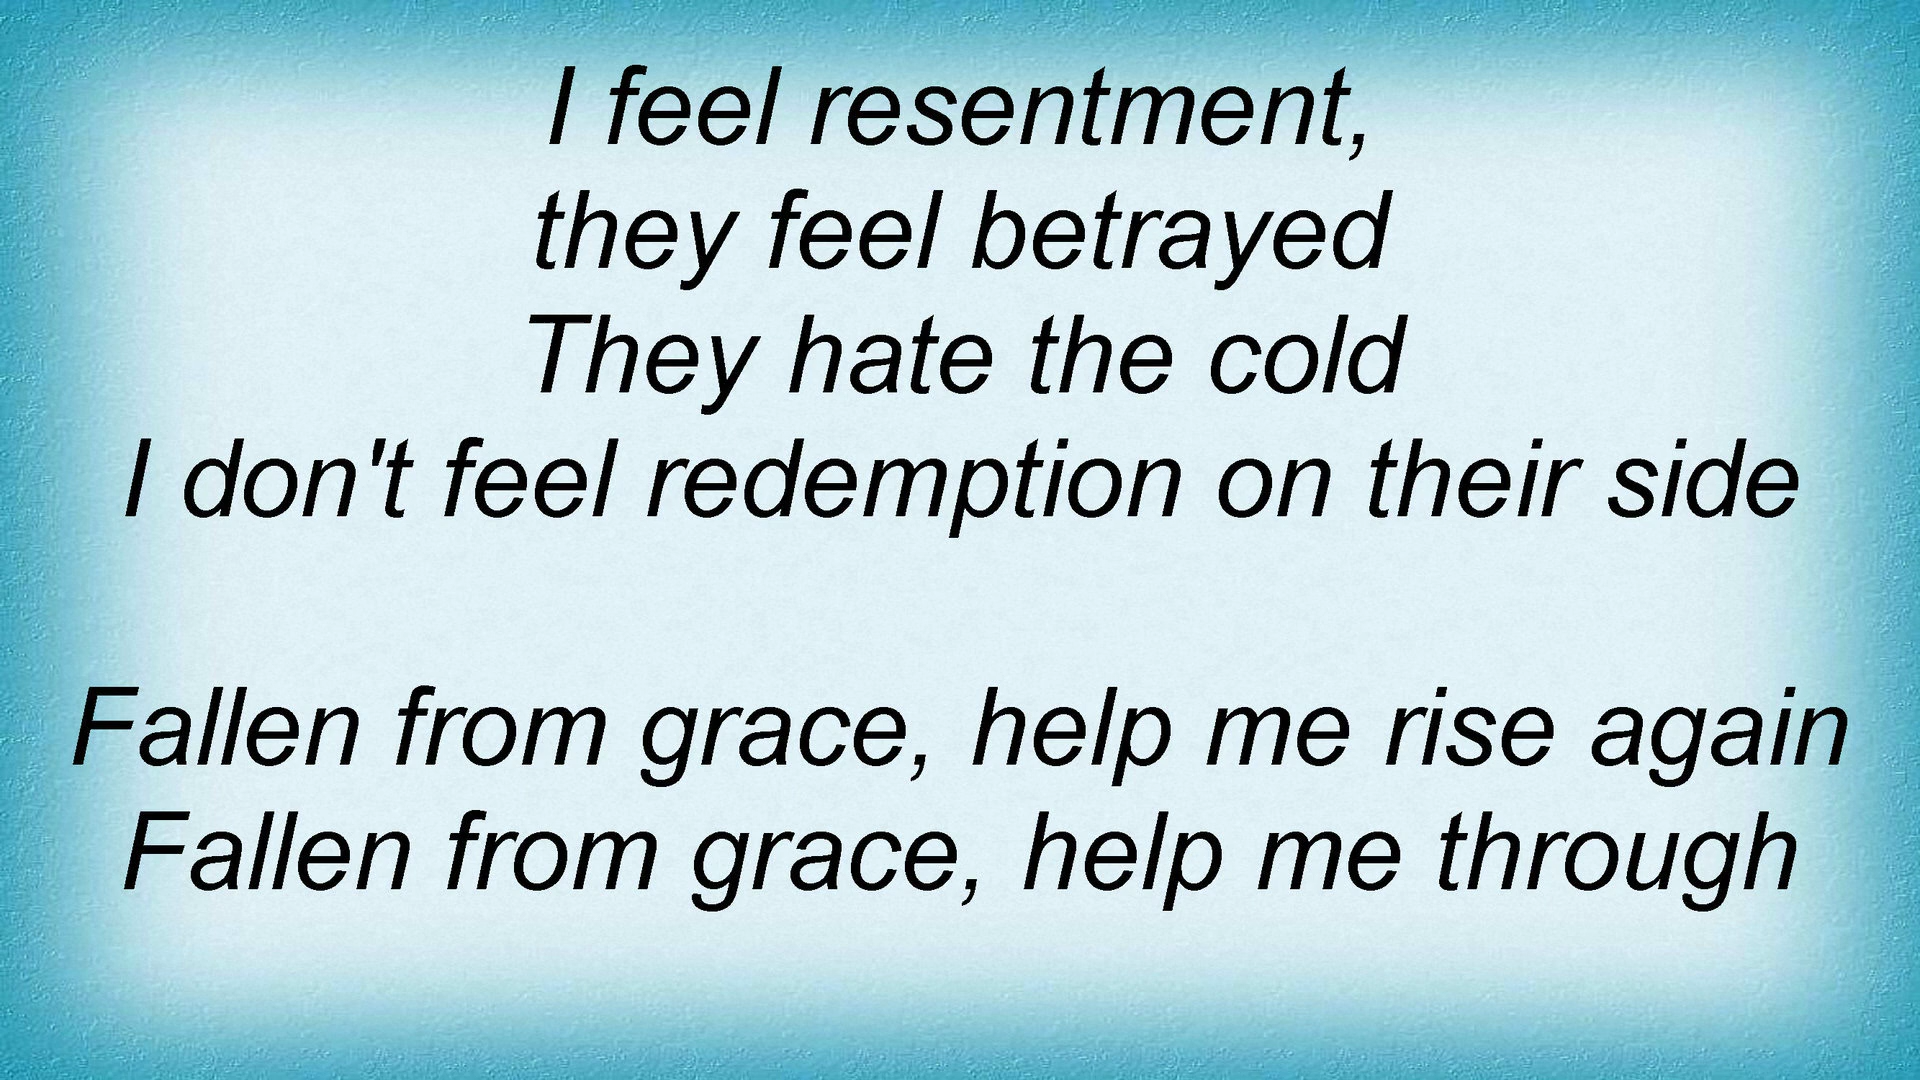 I feel resentment,
they feel betrayed
They hate the cold
I don't feel redemption on their side
Fallen from grace, help me rise again
Fallen from grace, help me through